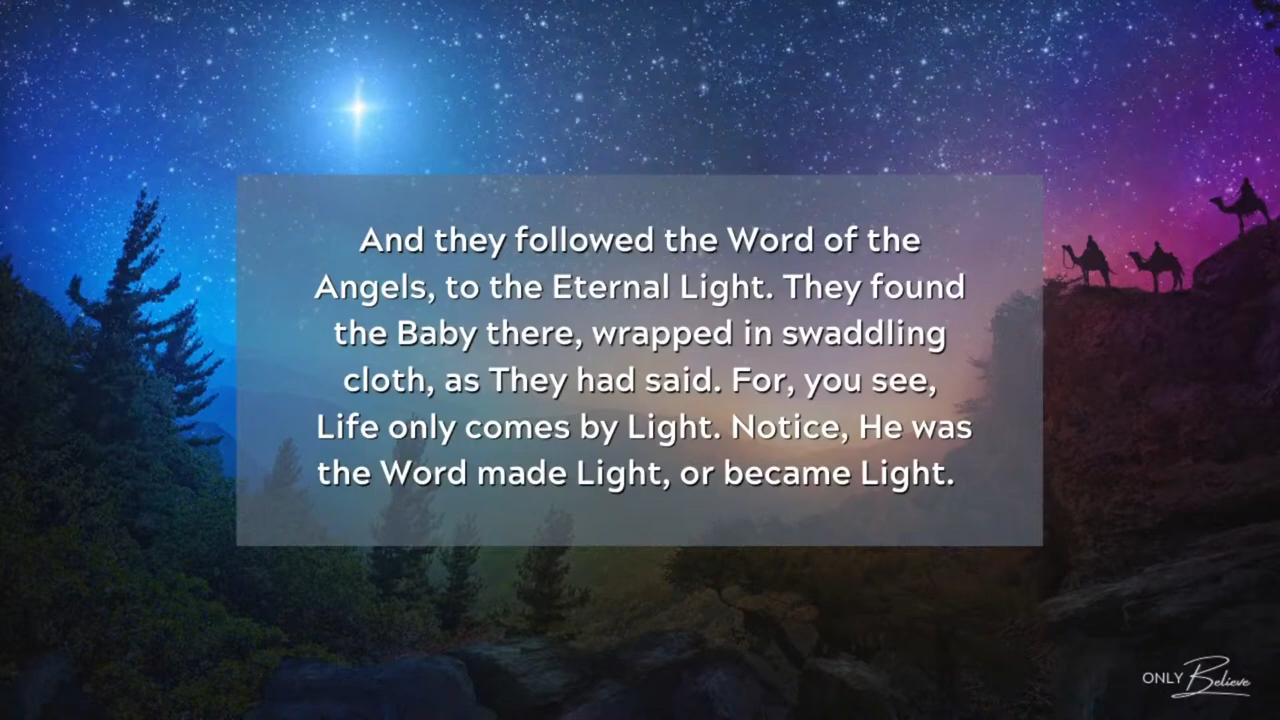 And they followed the Word of the
Angels, to the Eternal Light. They found
the Baby there, wrapped in swaddling
cloth, as They had said. For, you see,
Life only comes by Light. Notice, He was
the Word made Light, or became Light.
ONLY Believe